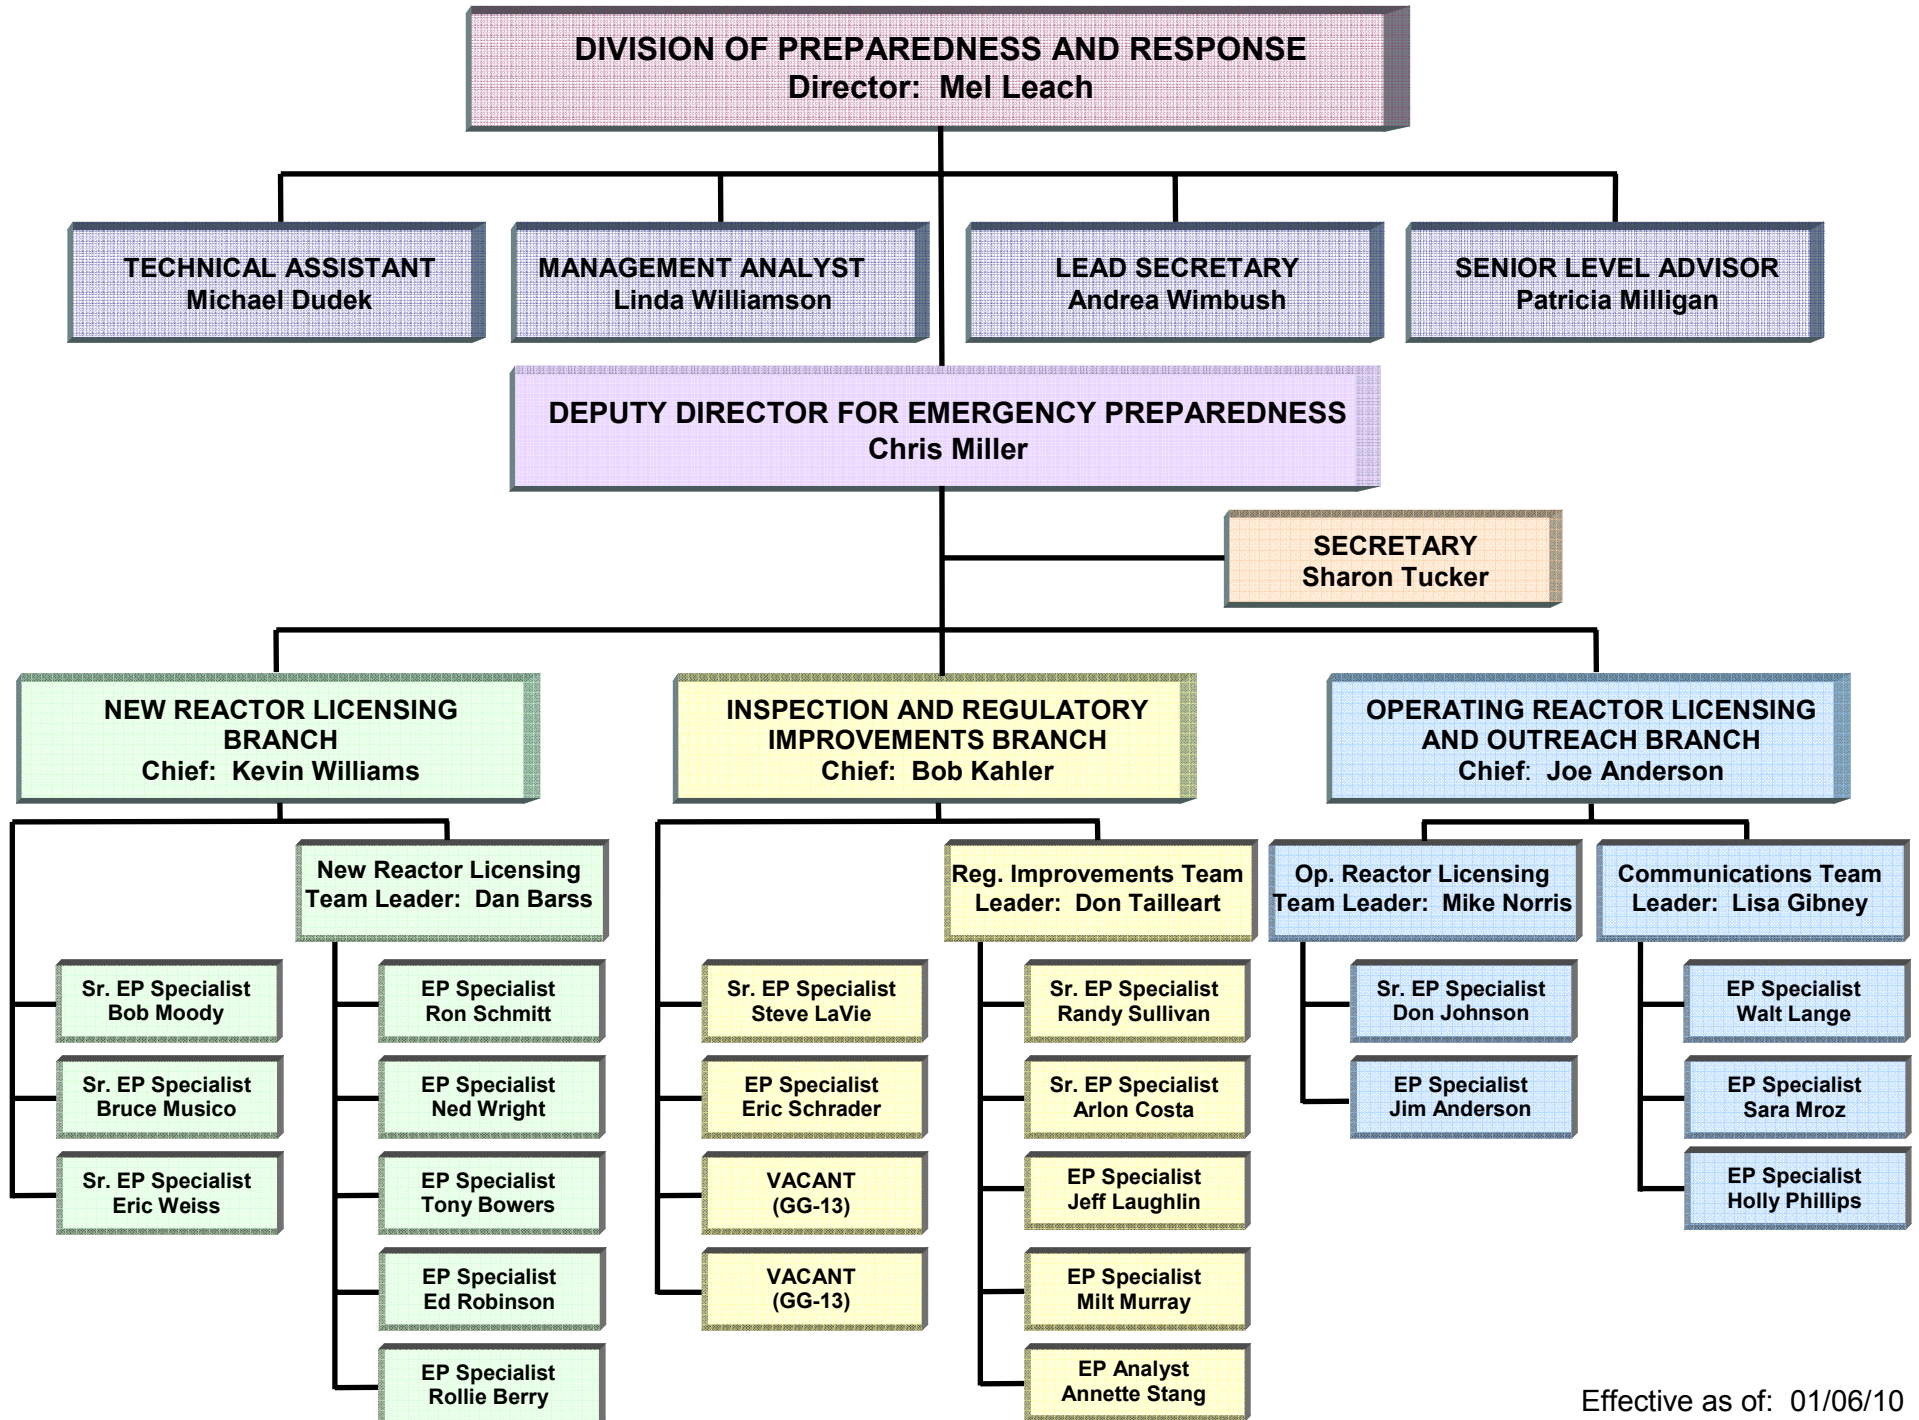 DIVISION OF PREPAREDNESS AND RESPONSE
Director: Mel Leach
TECHNICAL ASSISTANT
Michael Dudek
MANAGEMENT ANALYST
Linda Williamson
LEAD SECRETARY
Andrea Wimbush
SENIOR LEVEL ADVISOR
Patricia Milligan
DEPUTY DIRECTOR FOR EMERGENCY PREPAREDNESS
Chris Miller
SECRETARY
Sharon Tucker
NEW REACTOR LICENSING
BRANCH
Chief: Kevin Williams
INSPECTION AND REGULATORY
IMPROVEMENTS BRANCH
Chief: Bob Kahler
OPERATING REACTOR LICENSING
AND OUTREACH BRANCH
Chief: Joe Anderson
New Reactor Licensing
Team Leader: Dan Barss
Reg. Improvements Team
Leader: Don Tailleart
Op. Reactor Licensing
Team Leader: Mike Norris
Communications Team
Leader: Lisa Gibney
Sr. EP Specialist
Bob Moody
Sr. EP Specialist
Bruce Musico
Sr. EP Specialist
Eric Weiss
EP Specialist
Ron Schmitt
EP Specialist
Ned Wright
EP Specialist
Tony Bowers
EP Specialist
Ed Robinson
EP Specialist
Rollie Berry
Sr. EP Specialist
Steve LaVie
EP Specialist
Eric Schrader
VACANT
(GG-13)
VACANT
(GG-13)
Sr. EP Specialist
Randy Sullivan
Sr. EP Specialist
Arlon Costa
EP Specialist
Jeff Laughlin
EP Specialist
Milt Murray
EP Analyst
Annette Stang
Sr. EP Specialist
Don Johnson
EP Specialist
Jim Anderson
EP Specialist
Walt Lange
EP Specialist
Sara Mroz
EP Specialist
Holly Phillips
Effective as of: 01/06/10